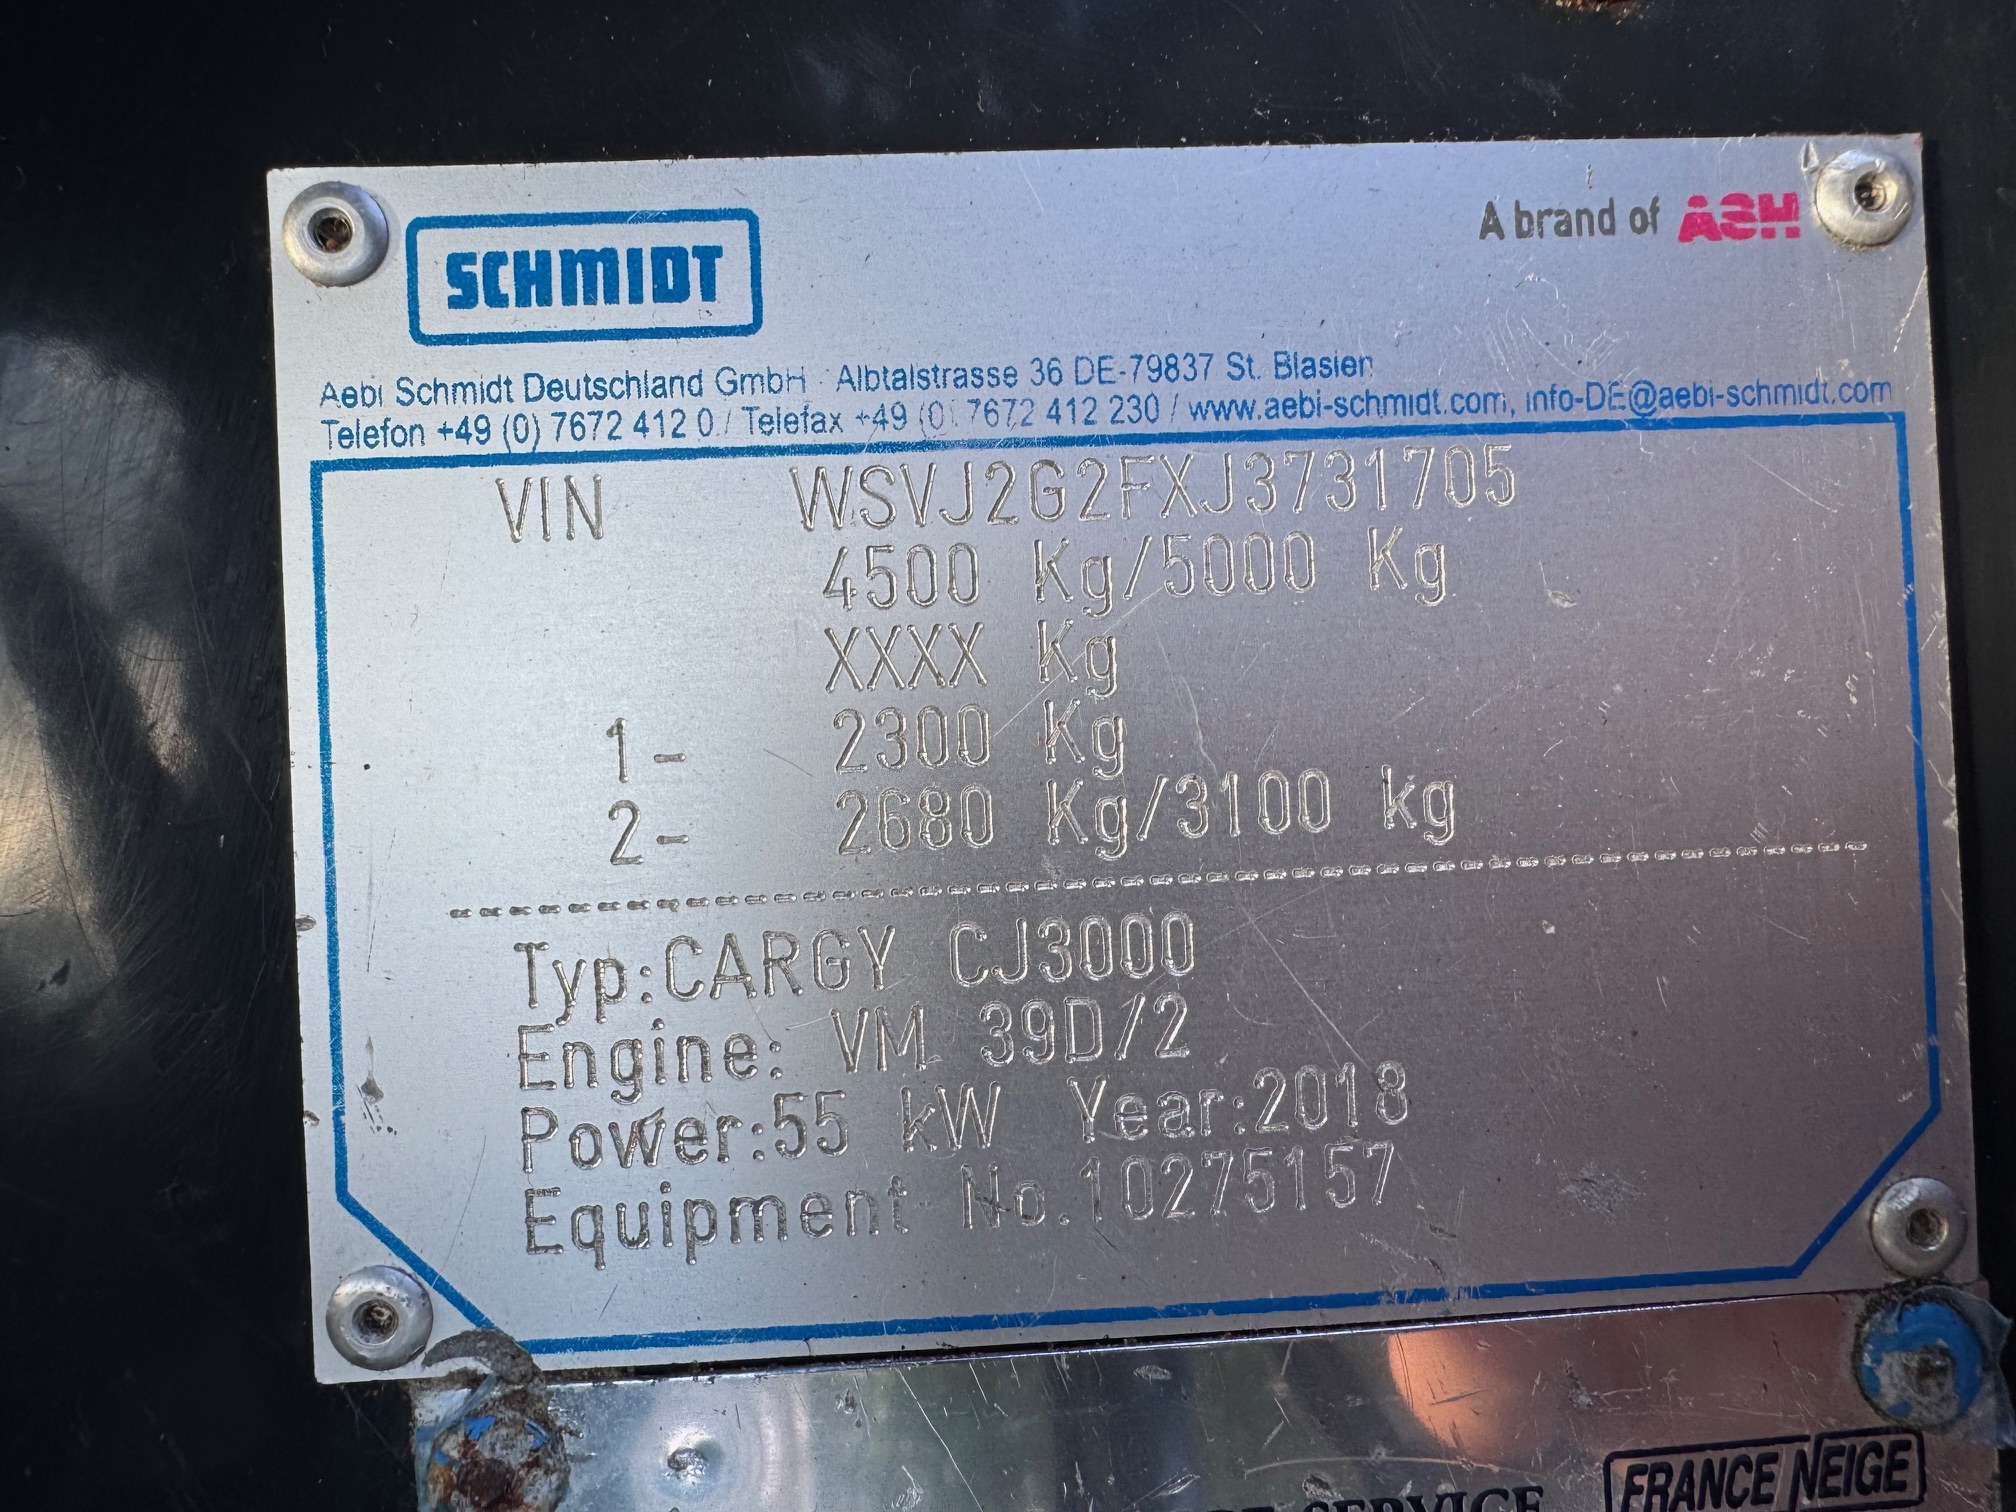 SCHMIDT
A brand of ASH
Aebi Schmidt Deutschland GmbH · Albtalstrasse 36 DE-79837 St. Blasien
Telefon +49 (0) 7672 412 0 / Telefax +49 (0) 7672 412 230 / www.aebi-schmidt.com, info-DE@aebi-schmidt.com
VIN WSVJ2G2FXJ3731705
4500 Kg/5000 Kg
XXXX Kg
1- 2300 Kg
2- 2680 Kg/3100 kg
Typ:CARGY CJ3000
Engine: VM 39D/2
Power:55 kW Year:2018
Equipment No.10275157
SERVICE
FRANCE NEIGE